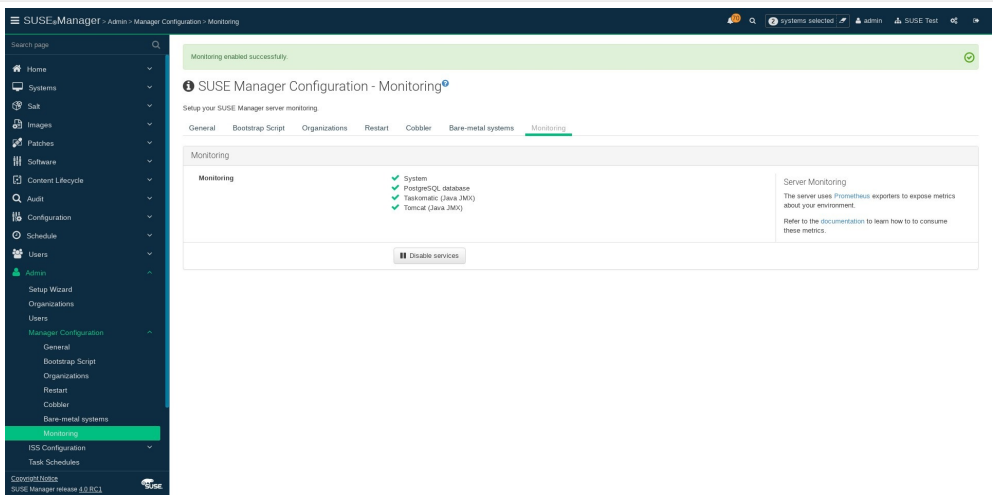 SUSE Manager > Admin > Manager Configuration > Monitoring
70
2 systems selected
admin
SUSE Test
Search page
Home
Systems
Salt
Images
Patches
Software
Content Lifecycle
Audit
Configuration
Schedule
Users
Admin
Setup Wizard
Organizations
Users
Manager Configuration
General
Bootstrap Script
Organizations
Restart
Cobbler
Bare-metal systems
Monitoring
ISS Configuration
Task Schedules
Copyright Notice
SUSE Manager release 4.0 RC1
SUSE.
Monitoring enabled successfully.
SUSE Manager Configuration - Monitoring
Setup your SUSE Manager server monitoring.
General Bootstrap Script Organizations Restart Cobbler Bare-metal systems Monitoring
Monitoring
Monitoring
System
PostgreSQL database
Taskomatic (Java JMX)
Tomcat (Java JMX)
Server Monitoring
The server uses Prometheus exporters to expose metrics
about your environment.
Refer to the documentation to learn how to to consume
these metrics.
Disable services